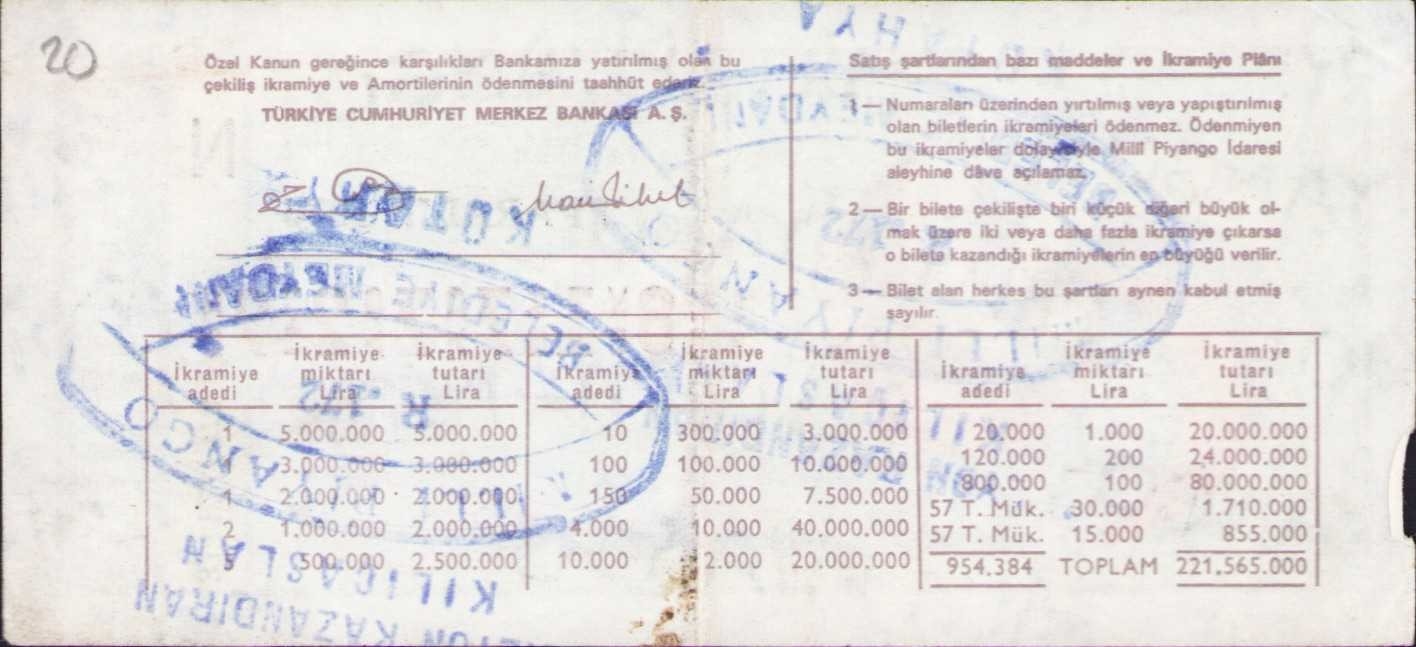 20
Özel Kanun gereğince karşılıkları Bankamıza yatırılmış olan bu
çekiliş ikramiye ve Amortilerinin ödenmesini taahhüt ederiz.
TÜRKİYE CUMHURİYET MERKEZ BANKASI A. Ş.
Satış şartlarından bazı maddeler ve İkramiye Plânı
1 — Numaraları üzerinden yırtılmış veya yapıştırılmış
olan biletlerin ikramiyeleri ödenmez. Ödenmiyen
bu ikramiyeler dolayısiyle Millî Piyango İdaresi
aleyhine dâva açılamaz.
2 — Bir bilete çekilişte biri küçük diğeri büyük ol-
mak üzere iki veya daha fazla ikramiye çıkarsa
o bilete kazandığı ikramiyelerin en büyüğü verilir.
3 — Bilet alan herkes bu şartları aynen kabul etmiş
sayılır.
İkramiye adedi İkramiye miktarı Lira İkramiye tutarı Lira
1 5.000.000 5.000.000
1 3.000.000 3.000.000
1 2.000.000 2.000.000
2 1.000.000 2.000.000
5 500.000 2.500.000
İkramiye adedi İkramiye miktarı Lira İkramiye tutarı Lira
10 300.000 3.000.000
100 100.000 10.000.000
150 50.000 7.500.000
4.000 10.000 40.000.000
10.000 2.000 20.000.000
İkramiye adedi İkramiye miktarı Lira İkramiye tutarı Lira
20.000 1.000 20.000.000
120.000 200 24.000.000
800.000 100 80.000.000
57 T. Mük. 30.000 1.710.000
57 T. Mük. 15.000 855.000
954.384 TOPLAM 221.565.000
KÜTAHYA
BELEDİYE MEYDANI
KILIÇASLAN
KAZANDIRAN